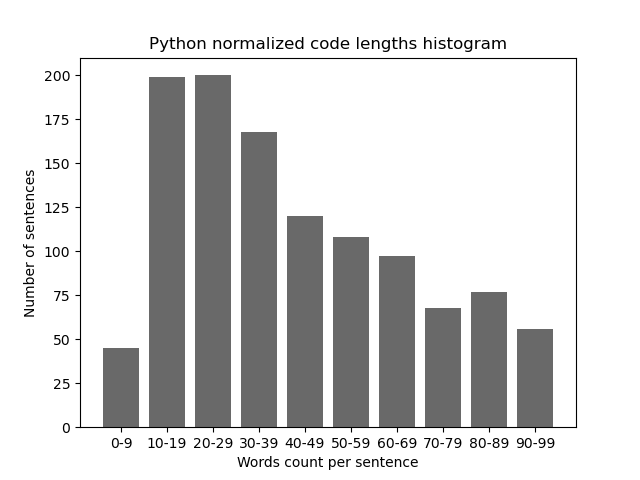 Python normalized code lengths histogram
200
175
150
125
100
75
50
25
0
Number of sentences
0-9 10-19 20-29 30-39 40-49 50-59 60-69 70-79 80-89 90-99
Words count per sentence